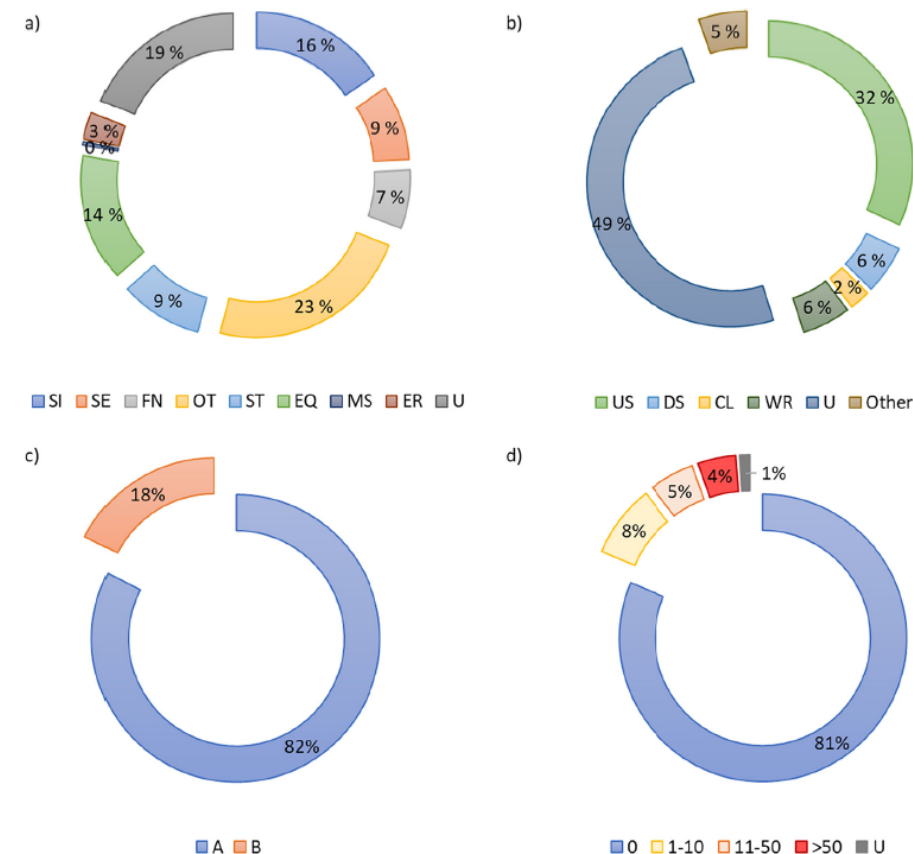 a)
16 %
9 %
7 %
23 %
9 %
14 %
0 %
3 %
19 %
SI SE FN OT ST EQ MS ER U
b)
32 %
6 %
2 %
6 %
49 %
5 %
US DS CL WR U Other
c)
18%
82%
A B
d)
8%
5%
4%
1%
81%
0 1-10 11-50 >50 U